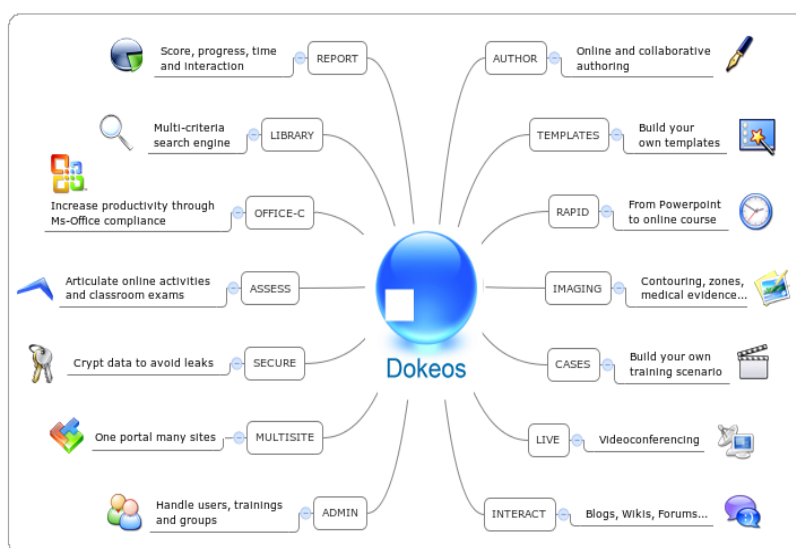 Score, progress, time
and interaction
REPORT
Multi-criteria
search engine
LIBRARY
Increase productivity through
Ms-Office compliance
OFFICE-C
Articulate online activities
and classroom exams
ASSESS
Crypt data to avoid leaks
SECURE
One portal many sites
MULTISITE
Handle users, trainings
and groups
ADMIN
Dokeos
AUTHOR
Online and collaborative
authoring
TEMPLATES
Build your
own templates
RAPID
From Powerpoint
to online course
IMAGING
Contouring, zones,
medical evidence...
CASES
Build your own
training scenario
LIVE
Videoconferencing
INTERACT
Blogs, Wikis, Forums...